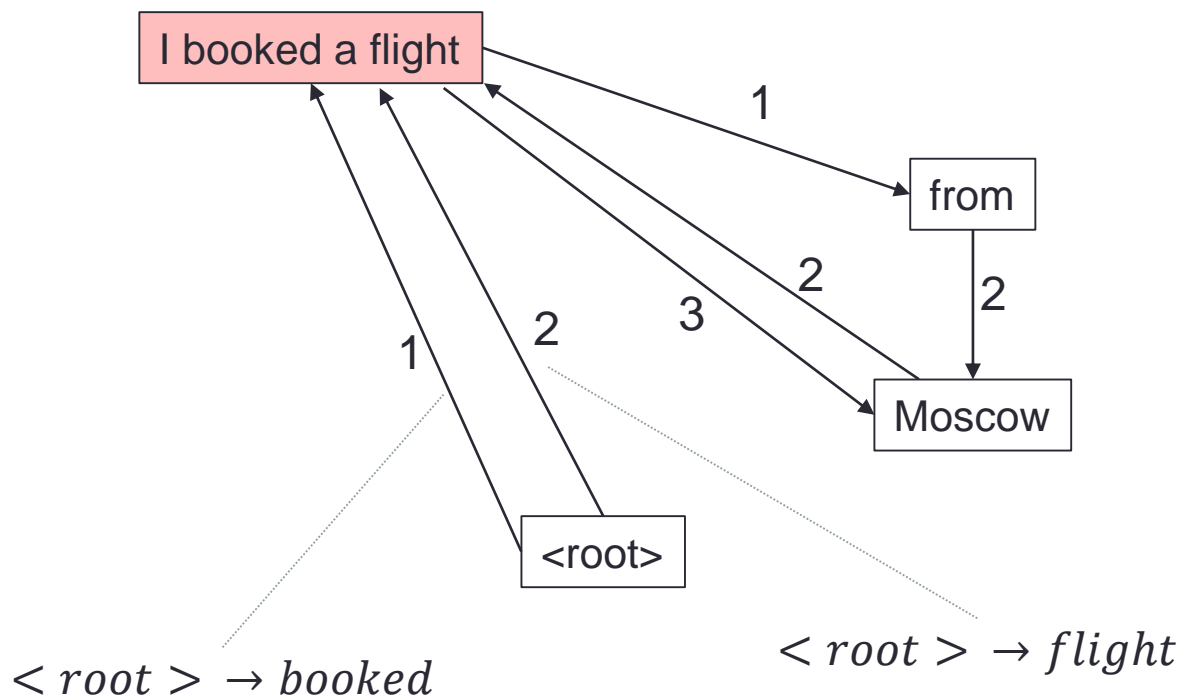 I booked a flight
1
from
2
3
2
1
2
Moscow
<root>
< root > → flight
< root > → booked